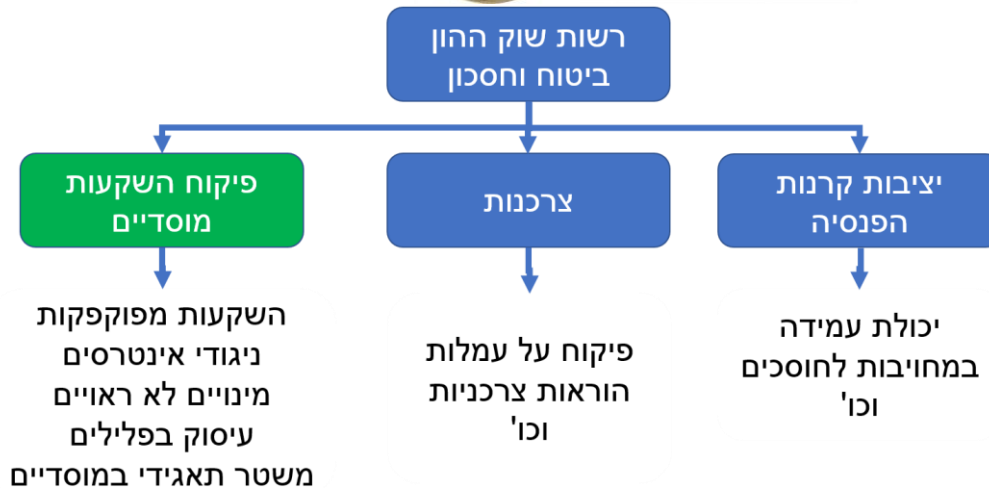 רשות שוק ההון
ביטוח וחסכון
יציבות קרנות
הפנסיה
יכולת עמידה
במחויבות לחוסכים
וכו'
צרכנות
פיקוח על עמלות
הוראות צרכניות
וכו'
פיקוח השקעות
מוסדיים
השקעות מפוקפקות
ניגודי אינטרסים
מינויים לא ראויים
עיסוק בפלילים
משטר תאגידי במוסדיים